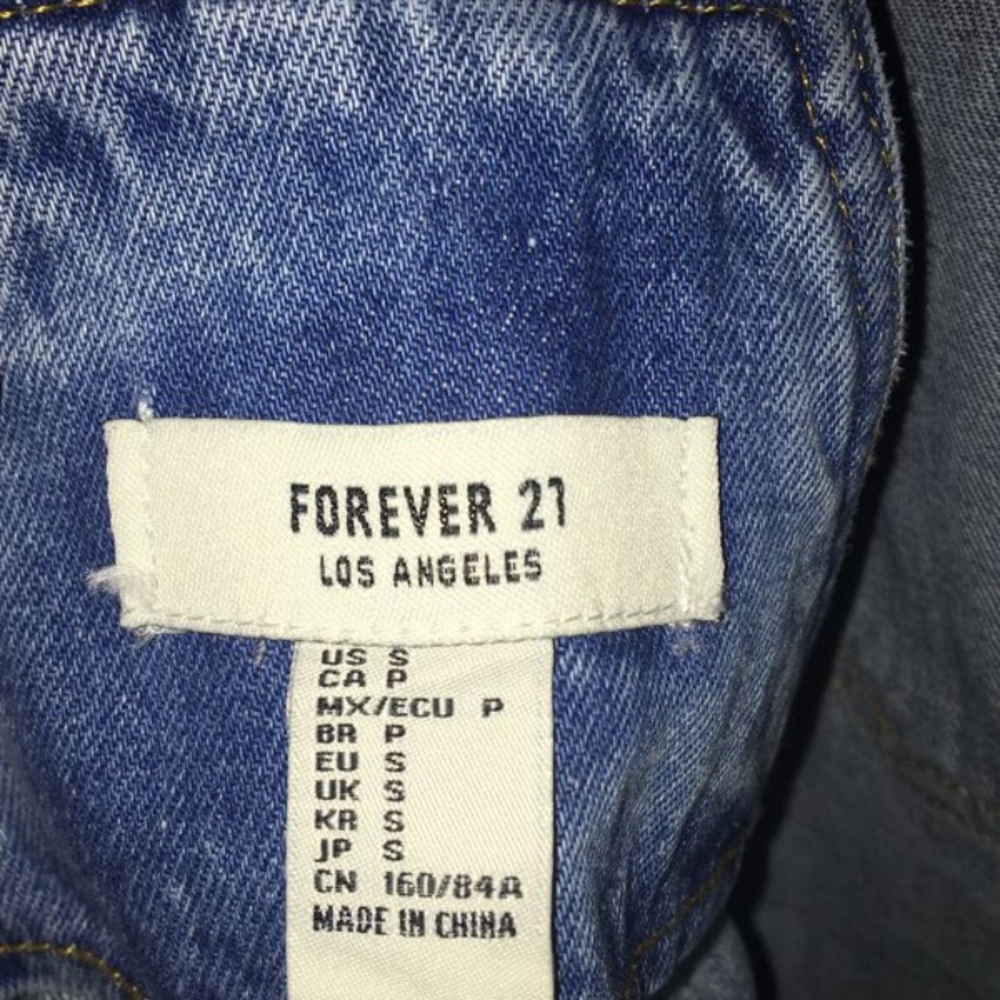 FOREVER 21
LOS ANGELES
US S
CA P
MX/ECU P
BR P
EU S
UK S
KR S
JP S
CN 160/84A
MADE IN CHINA